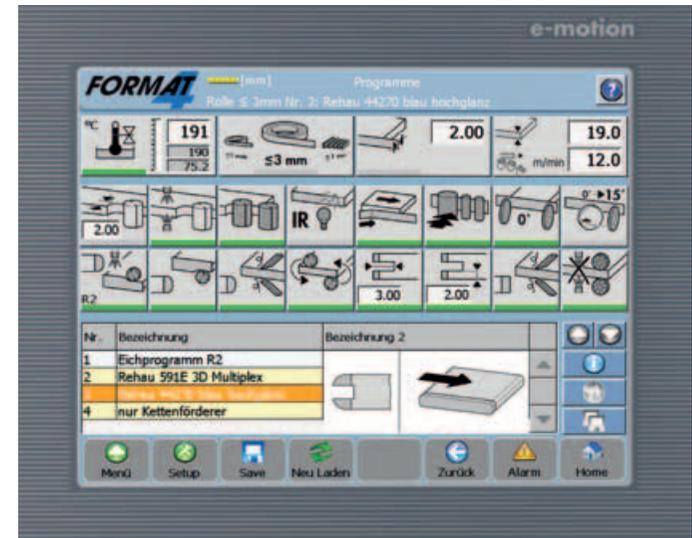 e-motion
FORMAT 4
[mm] Programme
Rolle ≤ 3mm Nr. 3: Rehau 44270 blau hochglanz
°C
191
190
75.2
≤3 mm
2.00
19.0
m/min 12.0
2.00
IR
0°
0° 15°
R2
3.00
2.00
Nr. Bezeichnung Bezeichnung 2
1 Eichprogramm R2
2 Rehau 591E 3D Multiplex
3
4 nur Kettenförderer
Menü Setup Save Neu Laden Zurück Alarm Home